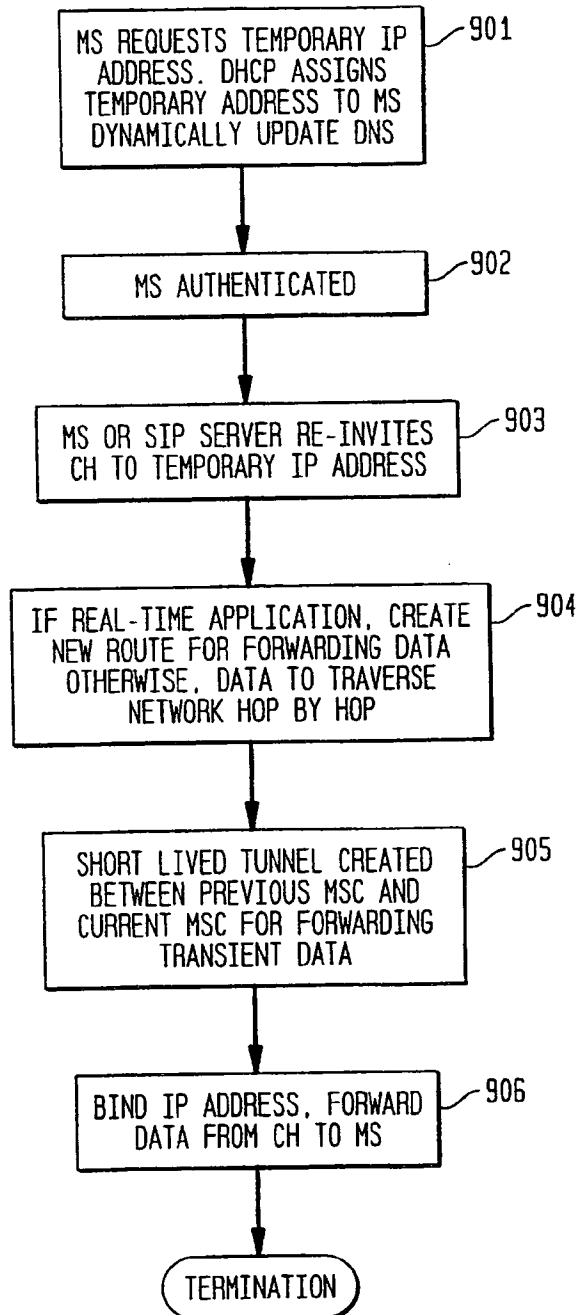 MS REQUESTS TEMPORARY IP
ADDRESS. DHCP ASSIGNS
TEMPORARY ADDRESS TO MS
DYNAMICALLY UPDATE DNS
901
MS AUTHENTICATED
902
MS OR SIP SERVER RE-INVITES
CH TO TEMPORARY IP ADDRESS
903
IF REAL-TIME APPLICATION, CREATE
NEW ROUTE FOR FORWARDING DATA
OTHERWISE, DATA TO TRAVERSE
NETWORK HOP BY HOP
904
SHORT LIVED TUNNEL CREATED
BETWEEN PREVIOUS MSC AND
CURRENT MSC FOR FORWARDING
TRANSIENT DATA
905
BIND IP ADDRESS, FORWARD
DATA FROM CH TO MS
906
TERMINATION